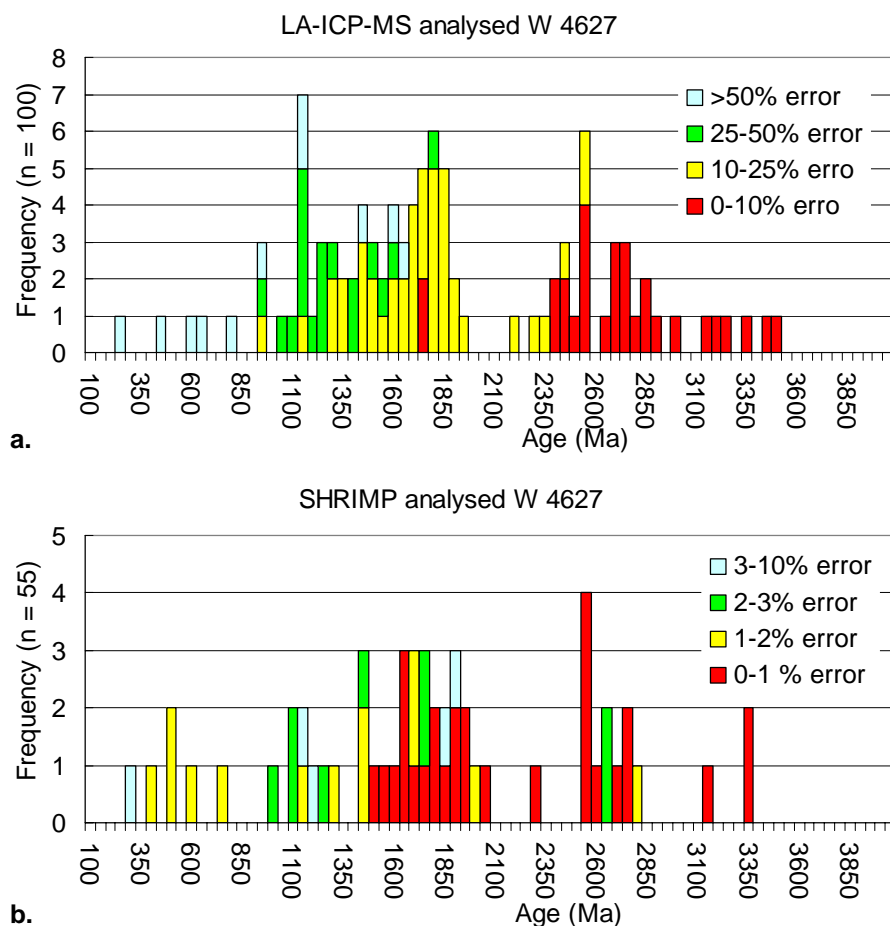 LA-ICP-MS analysed W 4627
Frequency (n = 100)
8
7
6
5
4
3
2
1
0
>50% error
25-50% error
10-25% erro
0-10% erro
100 350 600 850 1100 1350 1600 1850 2100 2350 2600 2850 3100 3350 3600 3850
Age (Ma)
a.
SHRIMP analysed W 4627
Frequency (n = 55)
5
4
3
2
1
0
3-10% error
2-3% error
1-2% error
0-1 % error
100 350 600 850 1100 1350 1600 1850 2100 2350 2600 2850 3100 3350 3600 3850
Age (Ma)
b.